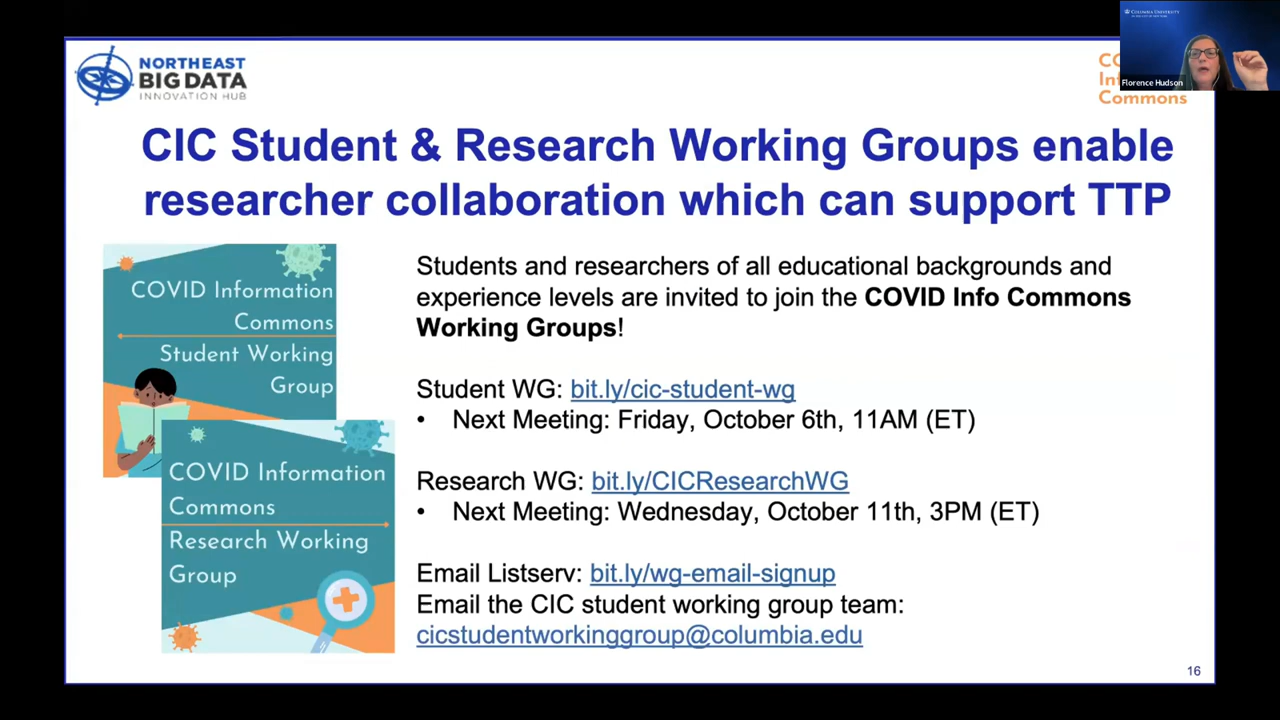 NORTHEAST
BIG DATA
INNOVATION HUB
COLUMBIA UNIVERSITY
Florence Hudson
CO
In
Commons
CIC Student & Research Working Groups enable
researcher collaboration which can support TTP
COVID Information
Commons
Student Working
Group
COVID Information
Commons
Research Working
Group
Students and researchers of all educational backgrounds and
experience levels are invited to join the COVID Info Commons
Working Groups!
Student WG: bit.ly/cic-student-wg
• Next Meeting: Friday, October 6th, 11AM (ET)
Research WG: bit.ly/CICResearchWG
• Next Meeting: Wednesday, October 11th, 3PM (ET)
Email Listserv: bit.ly/wg-email-signup
Email the CIC student working group team:
cicstudentworkinggroup@columbia.edu
16